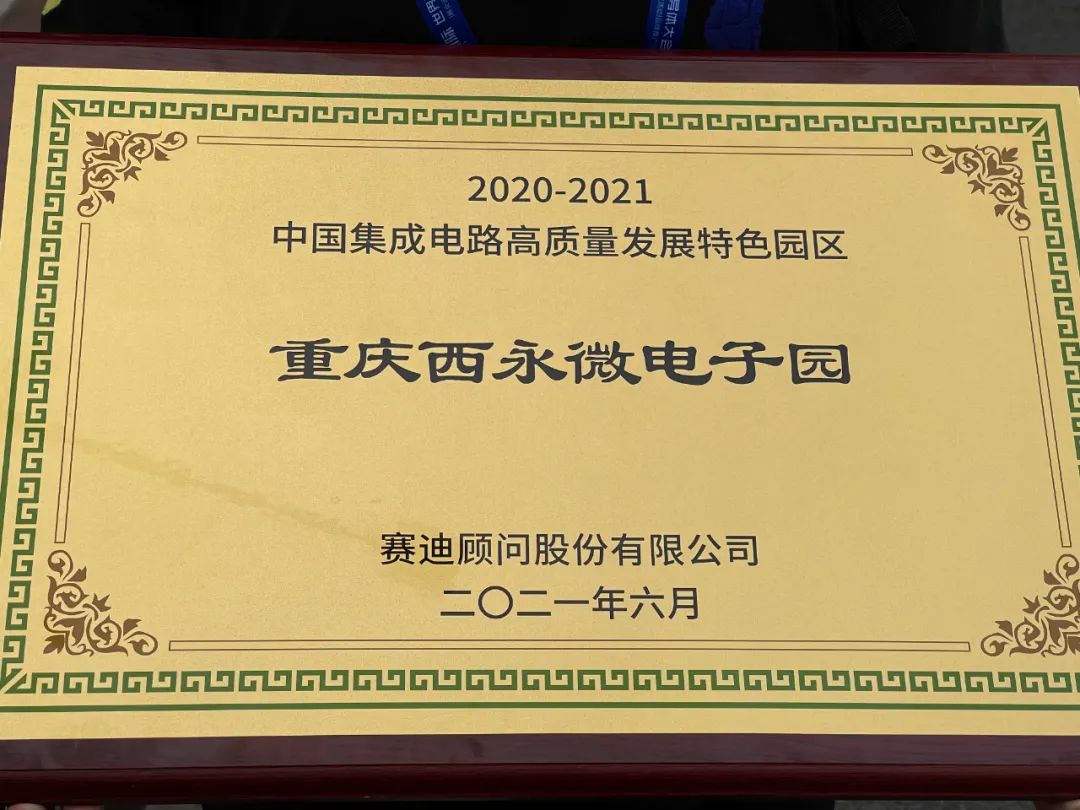 2020-2021
中国集成电路高质量发展特色园区
重庆西永微电子园
赛迪顾问股份有限公司
二〇二一年六月